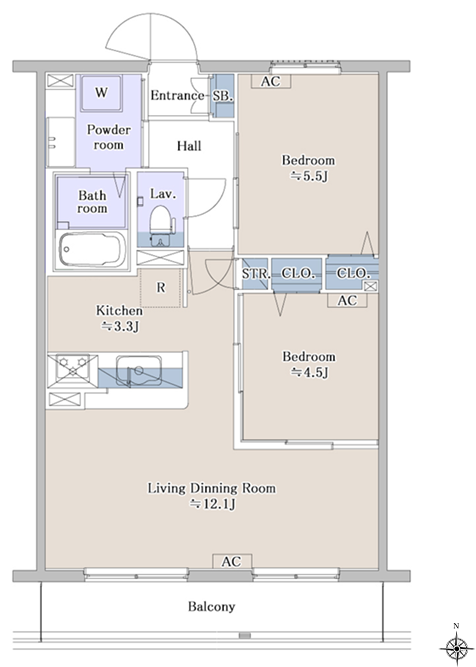 W
Entrance
SB.
AC
Powder
room
Hall
Bedroom
≒5.5J
Bath
room
Lav.
STR.
CLO.
CLO.
R
AC
Kitchen
≒3.3J
Bedroom
≒4.5J
Living Dinning Room
≒12.1J
AC
Balcony
N